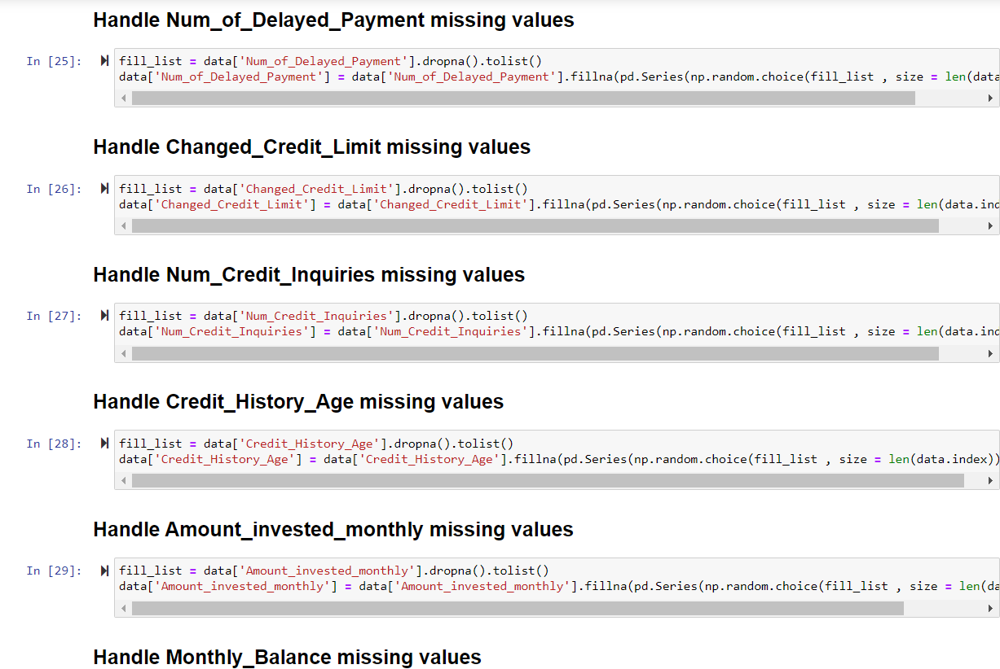 Handle Num_of_Delayed_Payment missing values
In [25]:
fill_list = data['Num_of_Delayed_Payment'].dropna().tolist()
data['Num_of_Delayed_Payment'] = data['Num_of_Delayed_Payment'].fillna(pd.Series(np.random.choice(fill_list , size = len(data
Handle Changed_Credit_Limit missing values
In [26]:
fill_list = data['Changed_Credit_Limit'].dropna().tolist()
data['Changed_Credit_Limit'] = data['Changed_Credit_Limit'].fillna(pd.Series(np.random.choice(fill_list , size = len(data.ind
Handle Num_Credit_Inquiries missing values
In [27]:
fill_list = data['Num_Credit_Inquiries'].dropna().tolist()
data['Num_Credit_Inquiries'] = data['Num_Credit_Inquiries'].fillna(pd.Series(np.random.choice(fill_list , size = len(data.ind
Handle Credit_History_Age missing values
In [28]:
fill_list = data['Credit_History_Age'].dropna().tolist()
data['Credit_History_Age'] = data['Credit_History_Age'].fillna(pd.Series(np.random.choice(fill_list , size = len(data.index))
Handle Amount_invested_monthly missing values
In [29]:
fill_list = data['Amount_invested_monthly'].dropna().tolist()
data['Amount_invested_monthly'] = data['Amount_invested_monthly'].fillna(pd.Series(np.random.choice(fill_list , size = len(da
Handle Monthly_Balance missing values